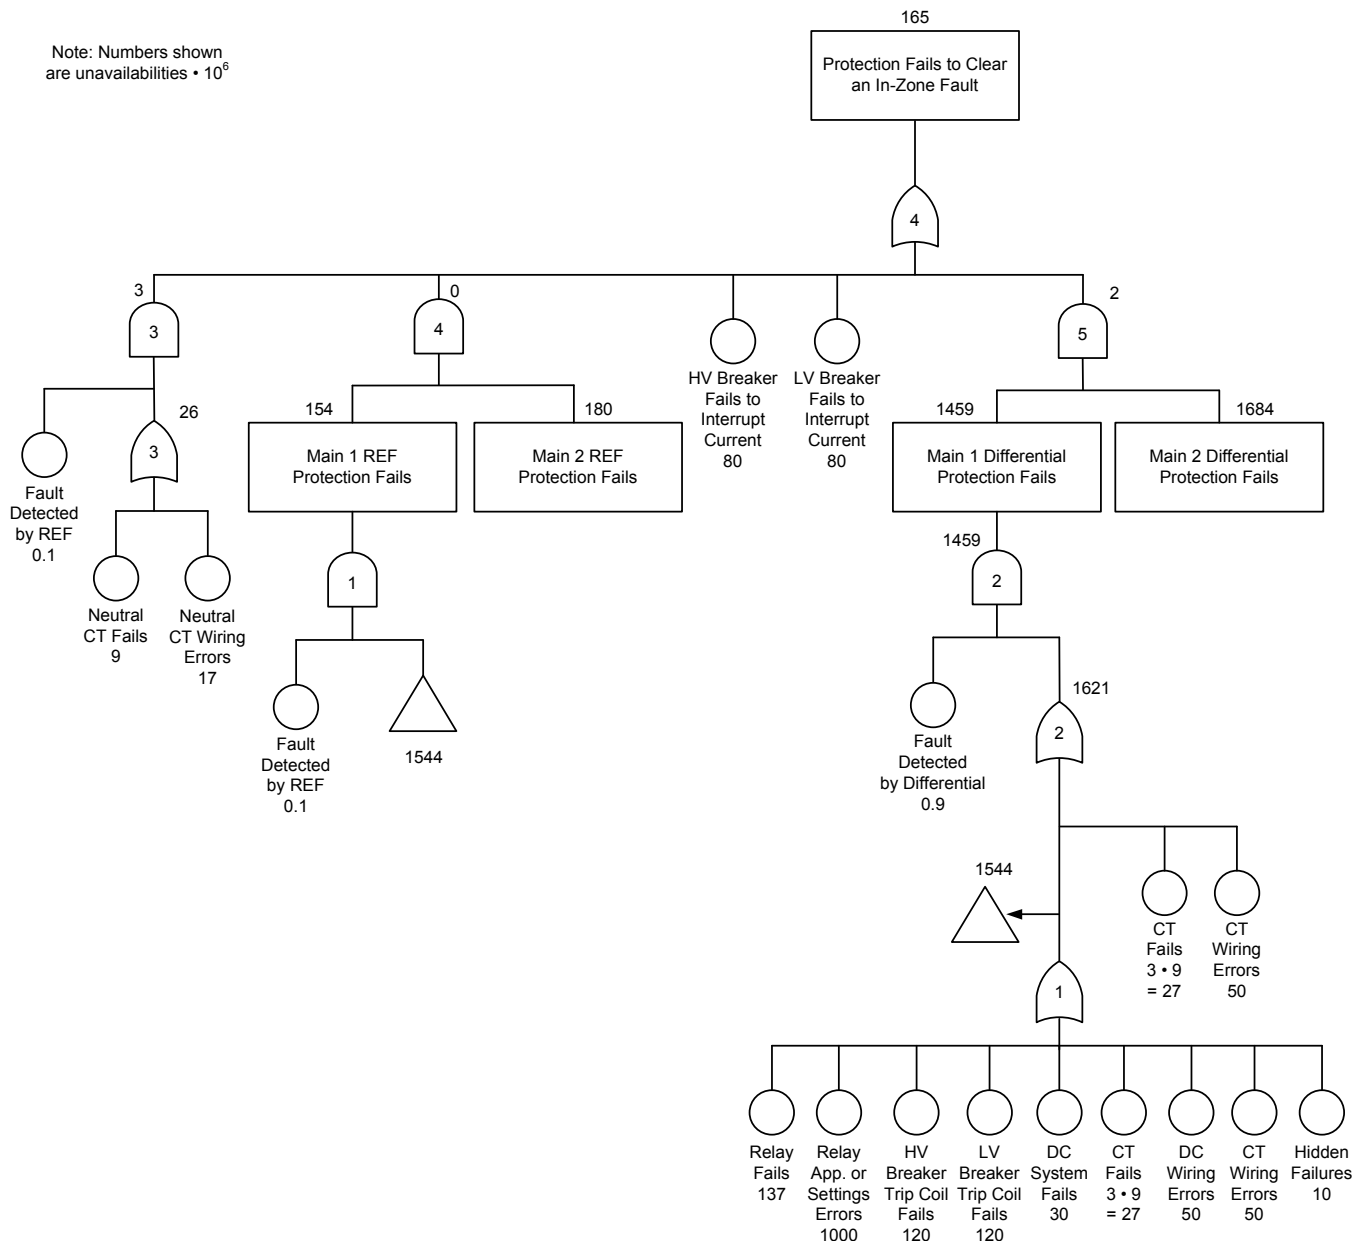 165
Note: Numbers shown
are unavailabilities • 10⁶
Protection Fails to Clear
an In-Zone Fault
4
3
3
0
4
HV Breaker
Fails to
Interrupt
Current
80
LV Breaker
Fails to
Interrupt
Current
80
2
5
26
3
Fault
Detected
by REF
0.1
Neutral
CT Fails
9
Neutral
CT Wiring
Errors
17
154
Main 1 REF
Protection Fails
180
Main 2 REF
Protection Fails
1
Fault
Detected
by REF
0.1
1544
1459
Main 1 Differential
Protection Fails
1684
Main 2 Differential
Protection Fails
1459
2
Fault
Detected
by Differential
0.9
1621
2
1544
CT
Fails
3 • 9
= 27
CT
Wiring
Errors
50
1
Relay
Fails
137
Relay
App. or
Settings
Errors
1000
HV
Breaker
Trip Coil
Fails
120
LV
Breaker
Trip Coil
Fails
120
DC
System
Fails
30
CT
Fails
3 • 9
= 27
DC
Wiring
Errors
50
CT
Wiring
Errors
50
Hidden
Failures
10